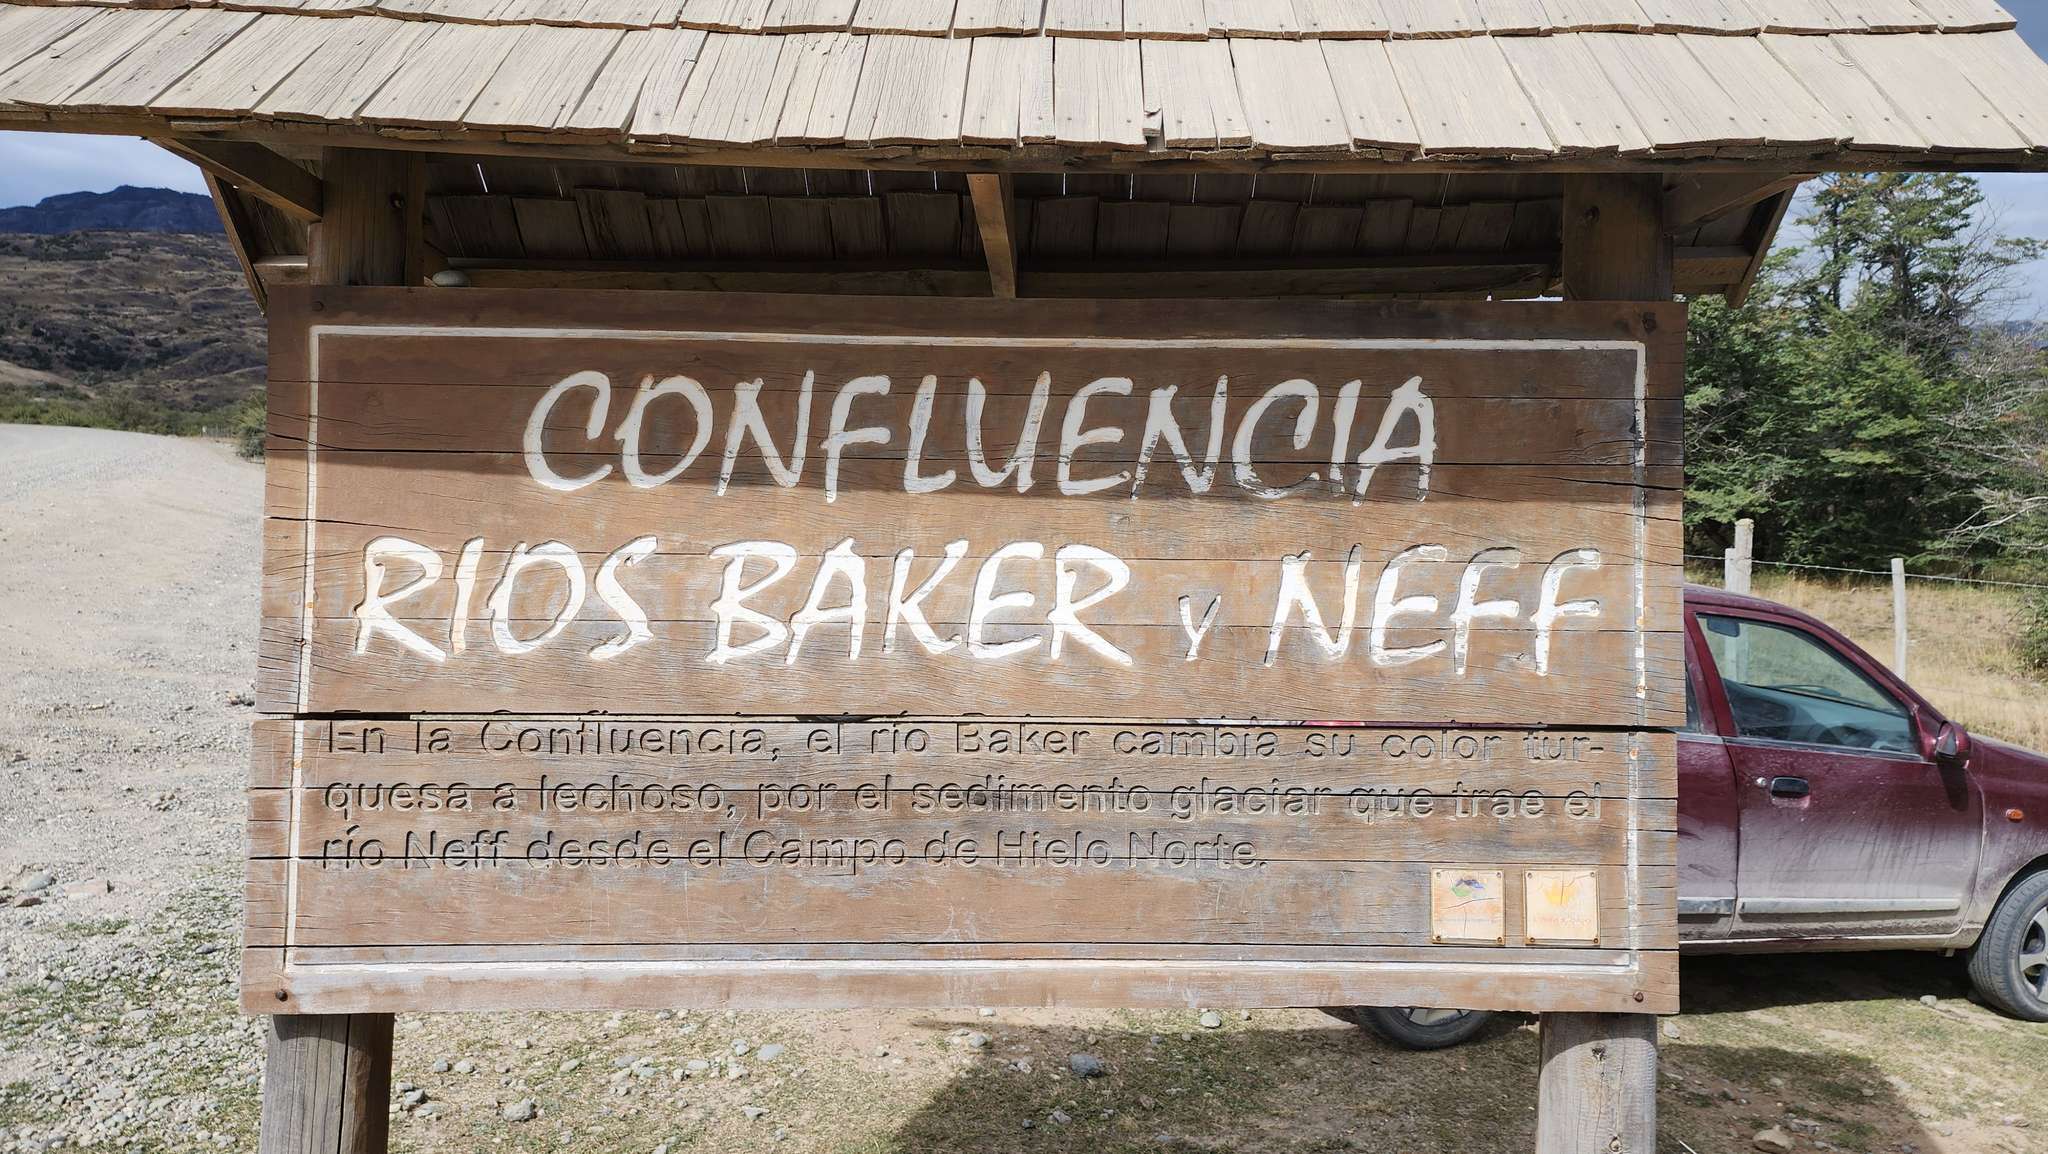 CONFLUENCIA
RIOS BAKER Y NEFF
En la Confluencia, el río Baker cambia su color tur-
quesa a lechoso, por el sedimento glaciar que trae el
río Neff desde el Campo de Hielo Norte.